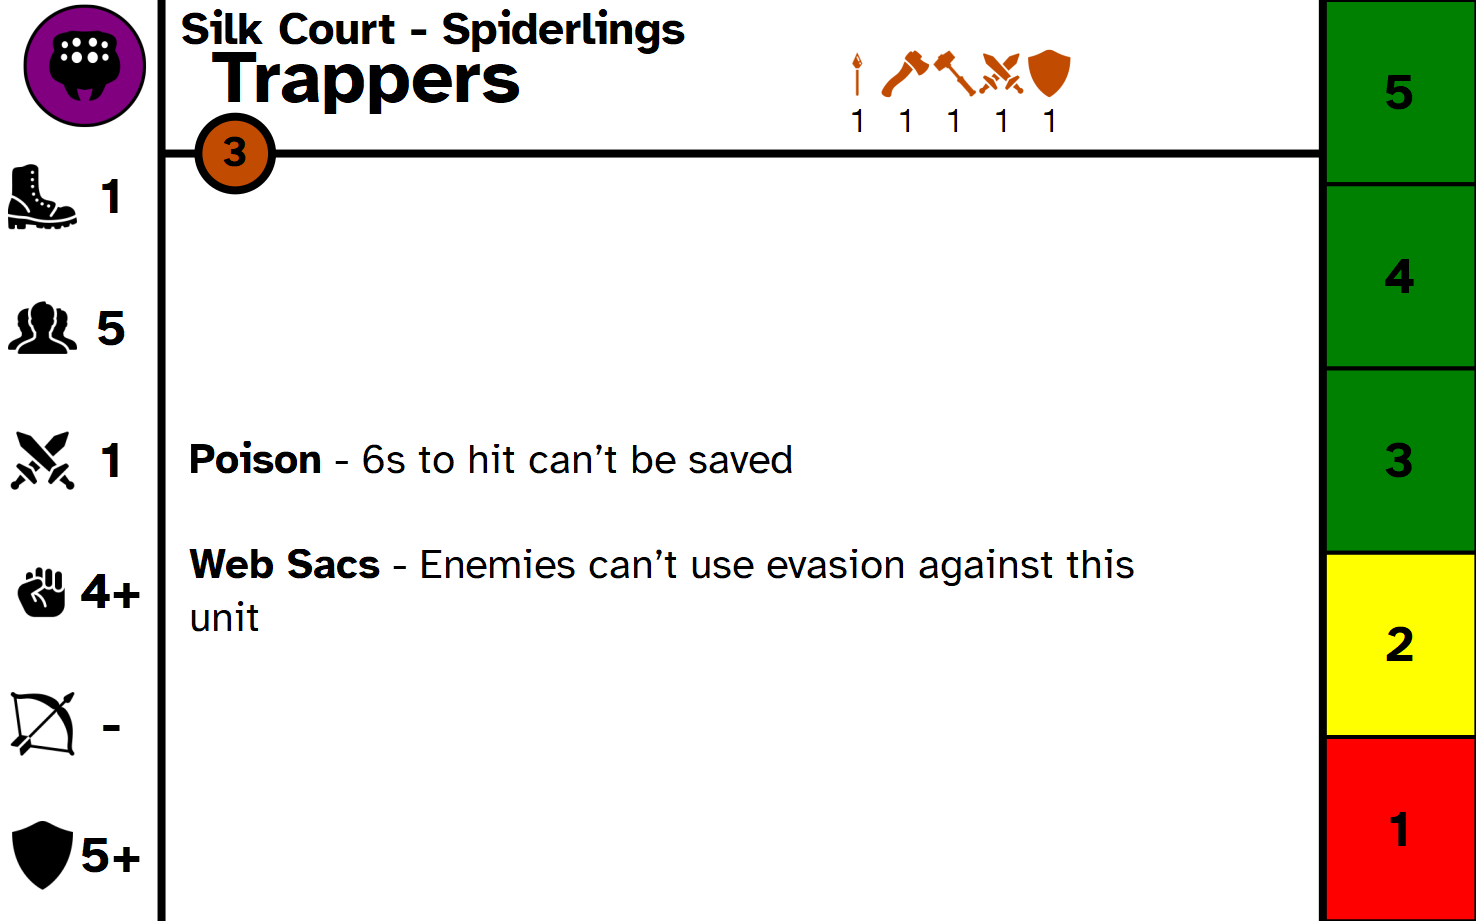 Silk Court - Spiderlings
Trappers
1 1 1 1 1
3
1
5
1
4+
-
5+
Poison - 6s to hit can’t be saved
Web Sacs - Enemies can’t use evasion against this
unit
5
4
3
2
1